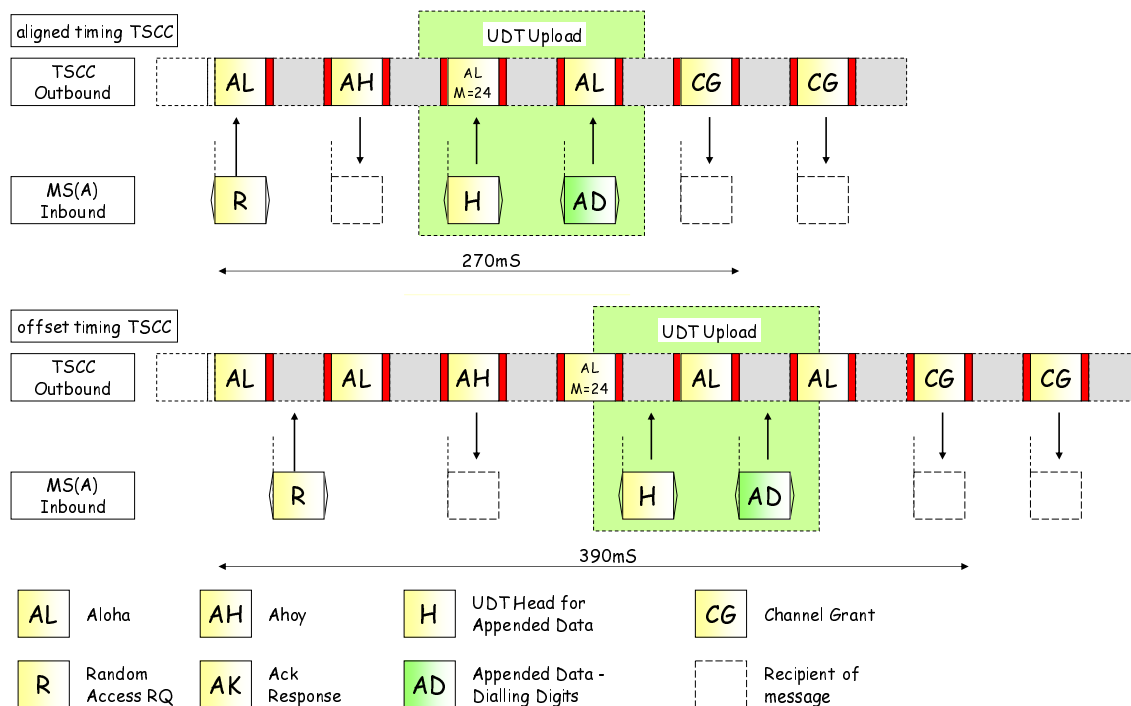 aligned timing TSCC
UDT Upload
TSCC
Outbound
AL
AH
AL
M=24
AL
CG
CG
MS(A)
Inbound
R
H
AD
270mS
offset timing TSCC
UDT Upload
TSCC
Outbound
AL
AL
AH
AL
M=24
AL
AL
CG
CG
MS(A)
Inbound
R
H
AD
390mS
AL
Aloha
AH
Ahoy
H
UDT Head for
Appended Data
CG
Channel Grant
R
Random
Access RQ
AK
Ack
Response
AD
Appended Data -
Dialling Digits
Recipient of
message